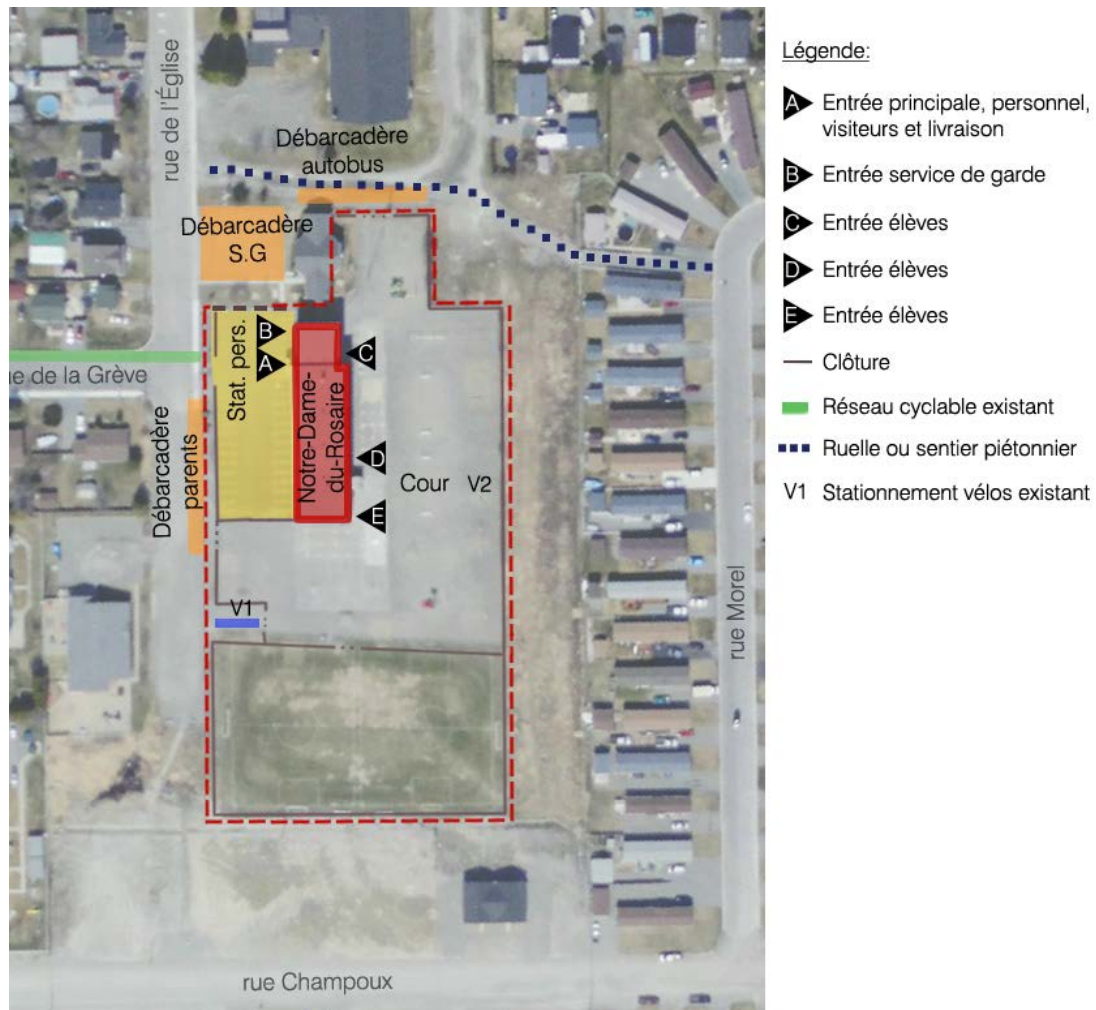 rue de l'Église
Débarcadère
autobus
Débarcadère
S.G
Stat. pers.
B
A
C
D
E
Notre-Dame-
du-Rosaire
Cour V2
e de la Grève
Débarcadère
parents
V1
rue Morel
rue Champoux
Légende:
A Entrée principale, personnel,
visiteurs et livraison
B Entrée service de garde
C Entrée élèves
D Entrée élèves
E Entrée élèves
Clôture
Réseau cyclable existant
Ruelle ou sentier piétonnier
V1 Stationnement vélos existant